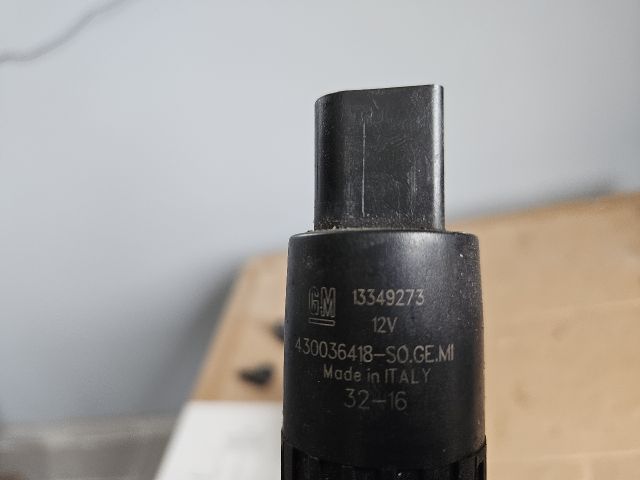 GM 13349273
12V
430036418-SO.GE.MI
Made in ITALY
32-16